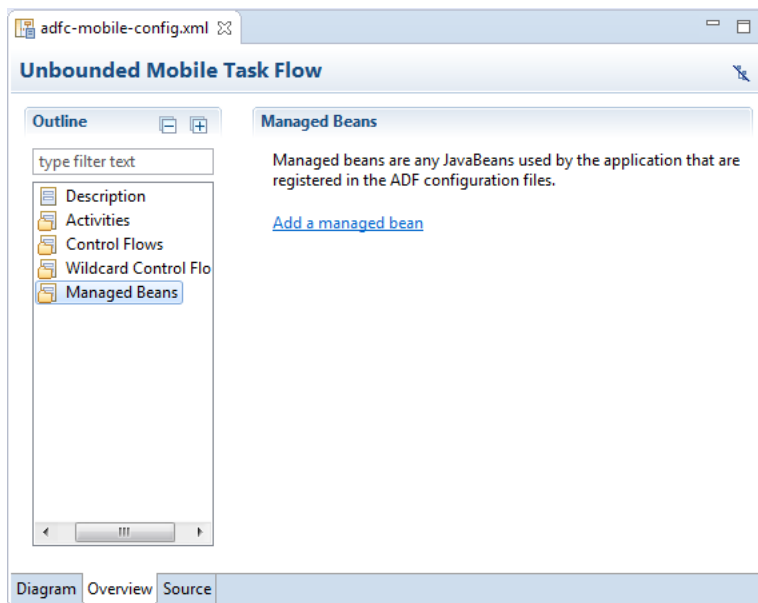 adfc-mobile-config.xml
Unbounded Mobile Task Flow
Outline
type filter text
Description
Activities
Control Flows
Wildcard Control Flo
Managed Beans
Managed Beans
Managed beans are any JavaBeans used by the application that are
registered in the ADF configuration files.
Add a managed bean
Diagram Overview Source